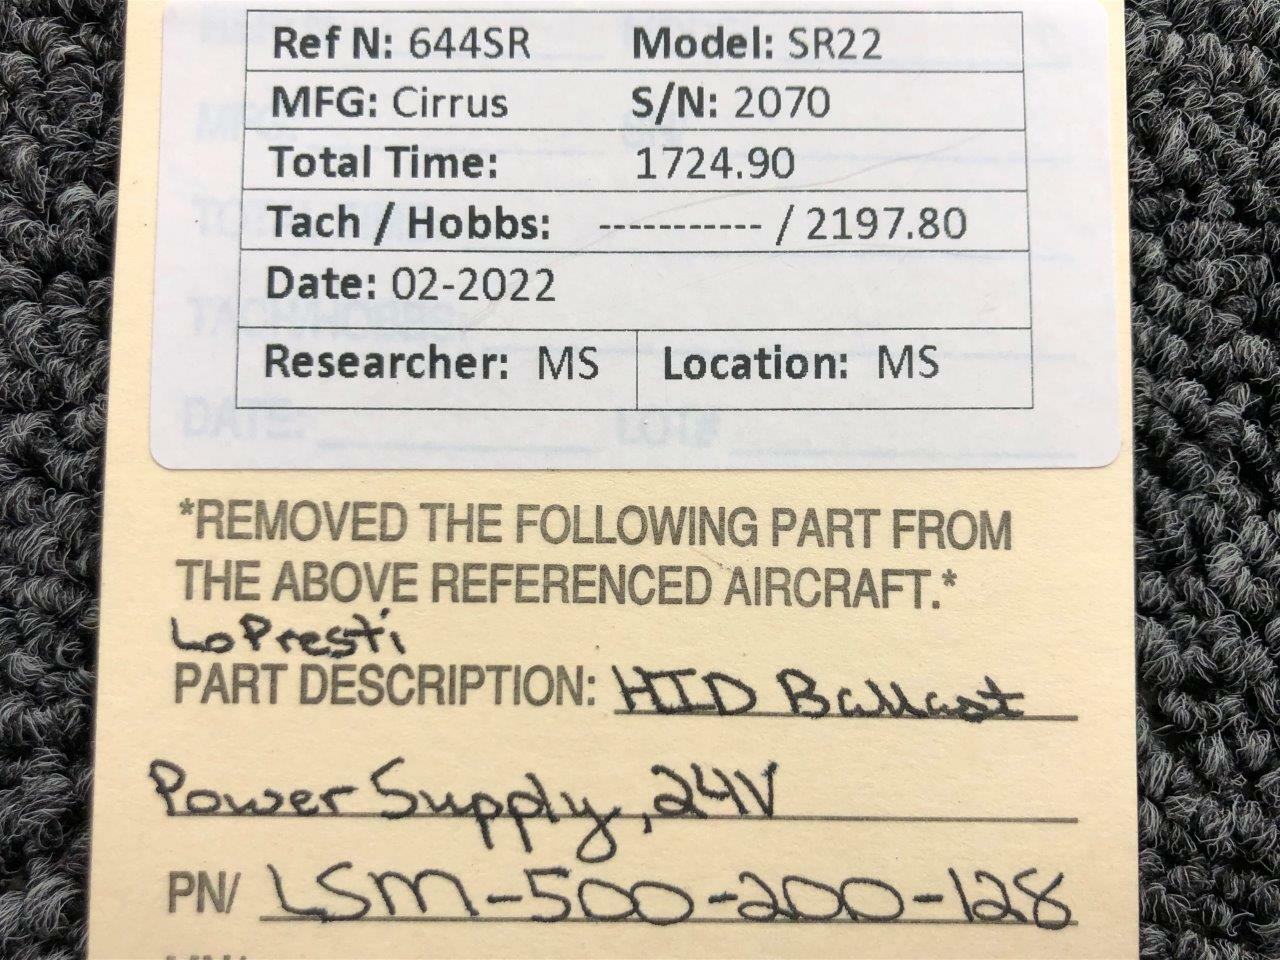 Ref N: 644SR Model: SR22
MFG: Cirrus S/N: 2070
Total Time: 1724.90
Tach / Hobbs: ----------- / 2197.80
Date: 02-2022
Researcher: MS Location: MS
*REMOVED THE FOLLOWING PART FROM
THE ABOVE REFERENCED AIRCRAFT.*
LoPresti
PART DESCRIPTION: HID Ballast
Power Supply, 24V
PN/ LSM-500-200-128